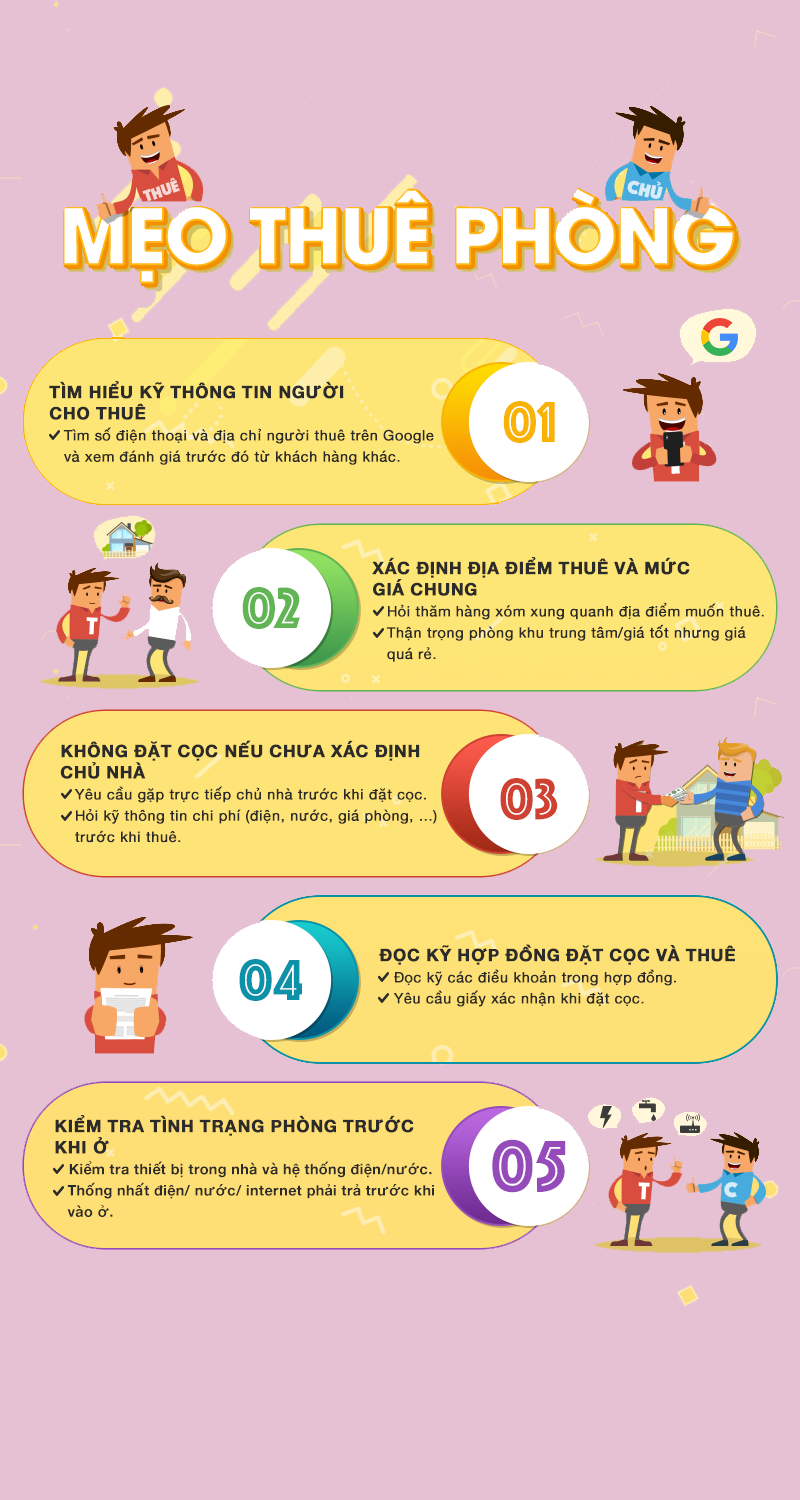 THUÊ
CHỦ
MẸO THUÊ PHÒNG
G
TÌM HIỂU KỸ THÔNG TIN NGƯỜI
CHO THUÊ
01
Tìm số điện thoại và địa chỉ người thuê trên Google
và xem đánh giá trước đó từ khách hàng khác.
XÁC ĐỊNH ĐỊA ĐIỂM THUÊ VÀ MỨC
GIÁ CHUNG
02
T
Hỏi thăm hàng xóm xung quanh địa điểm muốn thuê.
Thận trọng phòng khu trung tâm/giá tốt nhưng giá
quá rẻ.
KHÔNG ĐẶT CỌC NẾU CHƯA XÁC ĐỊNH
CHỦ NHÀ
Yêu cầu gặp trực tiếp chủ nhà trước khi đặt cọc.
03
Hỏi kỹ thông tin chi phí (điện, nước, giá phòng, ...)
trước khi thuê.
ĐỌC KỸ HỢP ĐỒNG ĐẶT CỌC VÀ THUÊ
04
Đọc kỹ các điều khoản trong hợp đồng.
Yêu cầu giấy xác nhận khi đặt cọc.
KIỂM TRA TÌNH TRẠNG PHÒNG TRƯỚC
KHI Ở
05
Kiểm tra thiết bị trong nhà và hệ thống điện/nước.
Thống nhất điện/ nước/ internet phải trả trước khi
vào ở.
T
C